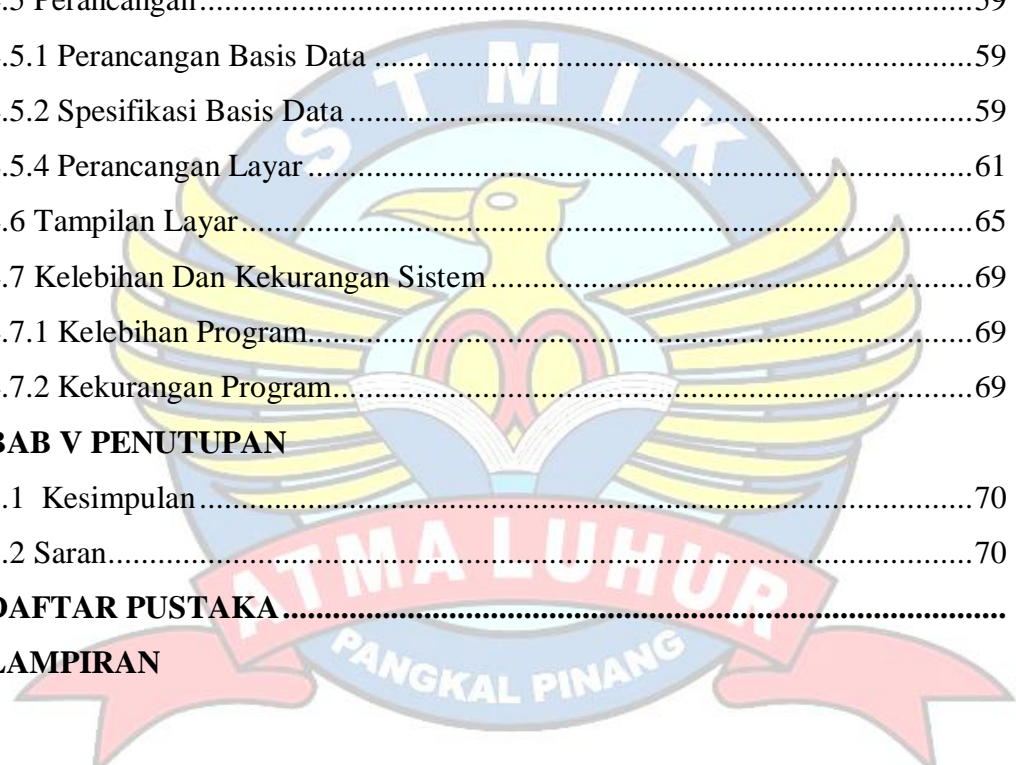 .5 Perancangan....................................................................................................59
.5.1 Perancangan Basis Data ................................................................................59
.5.2 Spesifikasi Basis Data ...................................................................................59
.5.4 Perancangan Layar ........................................................................................61
.6 Tampilan Layar...............................................................................................65
.7 Kelebihan Dan Kekurangan Sistem .................................................................69
.7.1 Kelebihan Program........................................................................................69
.7.2 Kekurangan Program.....................................................................................69
BAB V PENUTUPAN
.1 Kesimpulan.....................................................................................................70
.2 Saran...............................................................................................................70
DAFTAR PUSTAKA..........................................................................................
LAMPIRAN
STMIK
ATMA LUHUR
PANGKAL PINANG